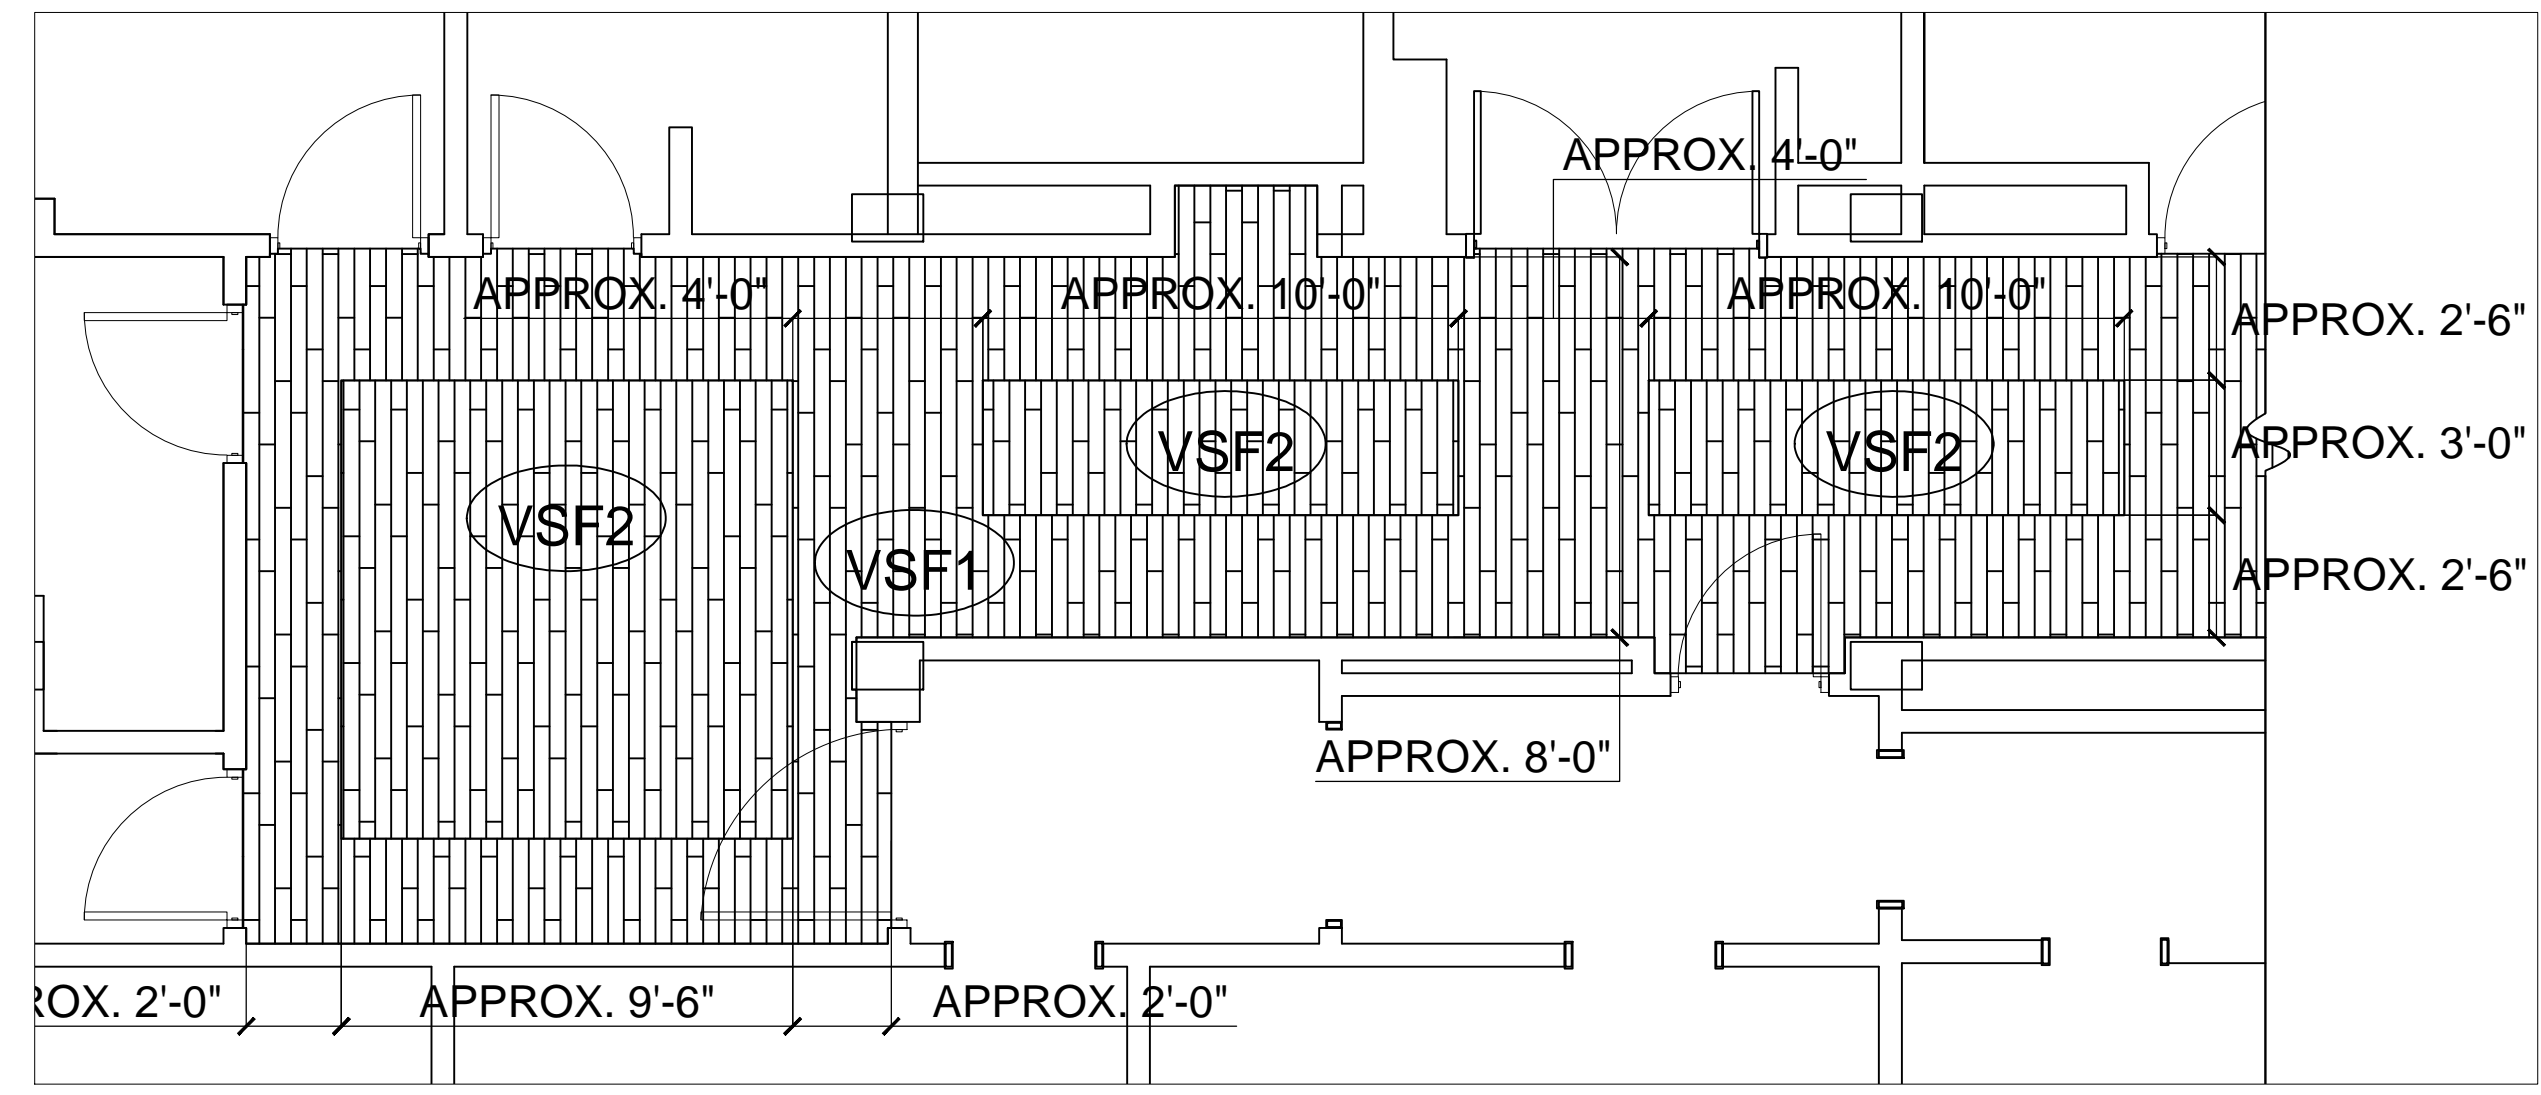 APPROX. 4'-0"
APPROX. 4'-0"
APPROX. 10'-0"
APPROX. 10'-0"
APPROX. 2'-6"
VSF2
VSF2
APPROX. 3'-0"
VSF2
VSF1
APPROX. 2'-6"
APPROX. 8'-0"
ROX. 2'-0"
APPROX. 9'-6"
APPROX. 2'-0"